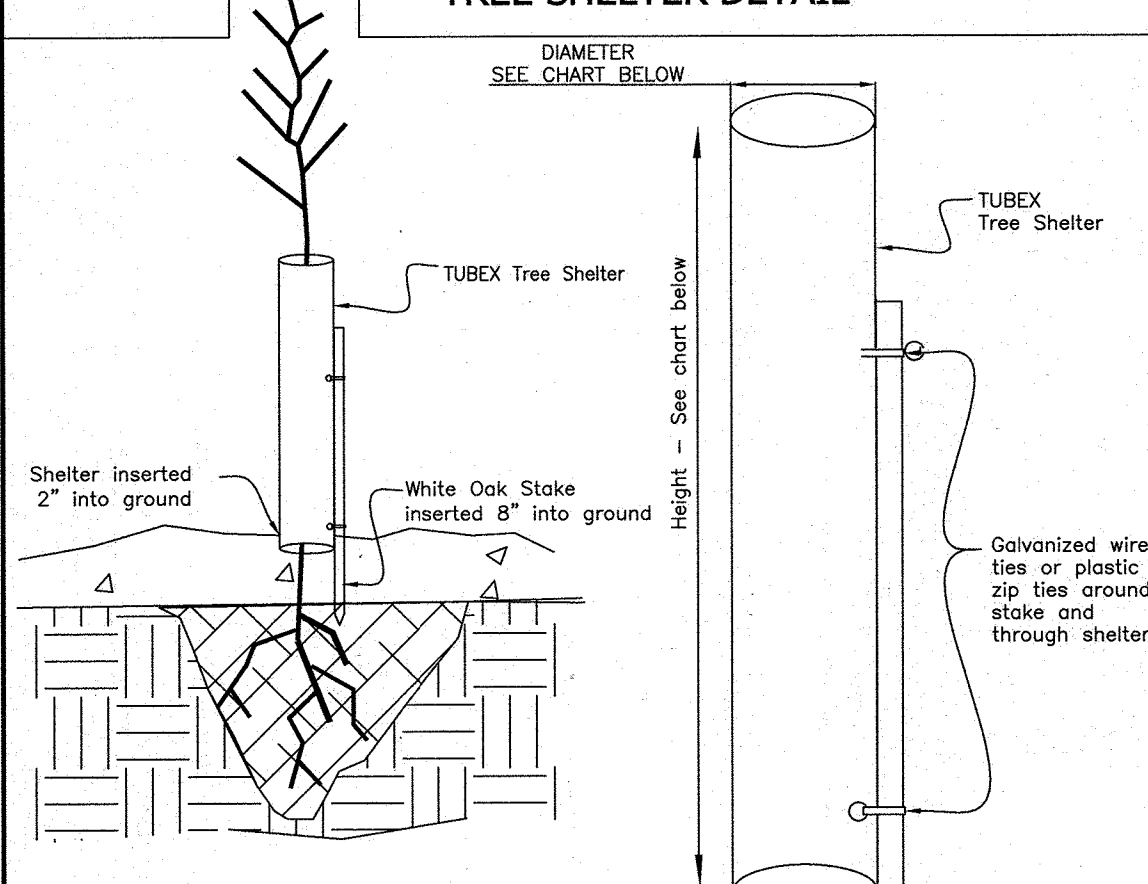 TREE SHELTER DETAIL
DIAMETER
SEE CHART BELOW
TUBEX
Tree Shelter
TUBEX Tree Shelter
Height – See chart below
Shelter inserted
2" into ground
White Oak Stake
inserted 8" into ground
Galvanized wire
ties or plastic
zip ties around
stake and
through shelter